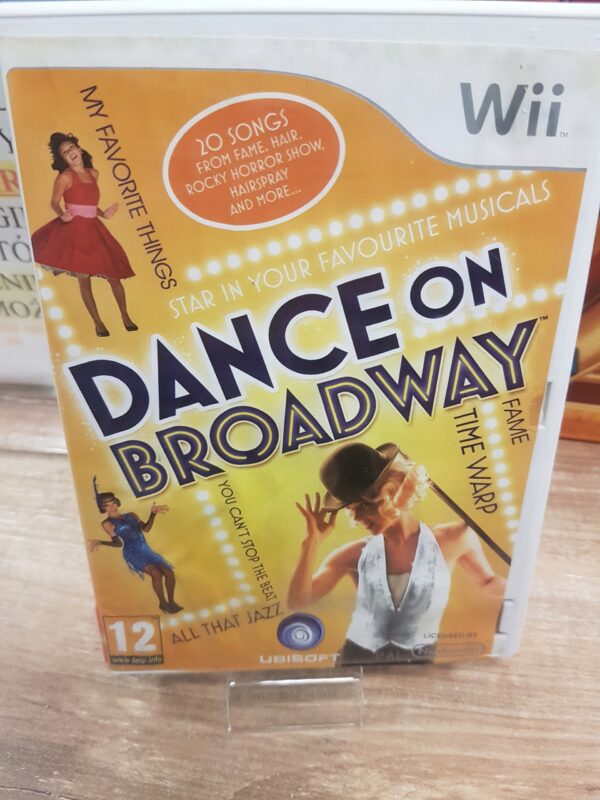 Wii™
20 SONGS
FROM FAME, HAIR,
ROCKY HORROR SHOW,
HAIRSPRAY
AND MORE...
MY FAVORITE THINGS
STAR IN YOUR FAVOURITE MUSICALS
DANCE ON
BROADWAY™
FAME
TIME WARP
YOU CAN'T STOP THE BEAT
ALL THAT JAZZ
12
www.pegi.info
UBISOFT
LICENSED BY
Nintendo